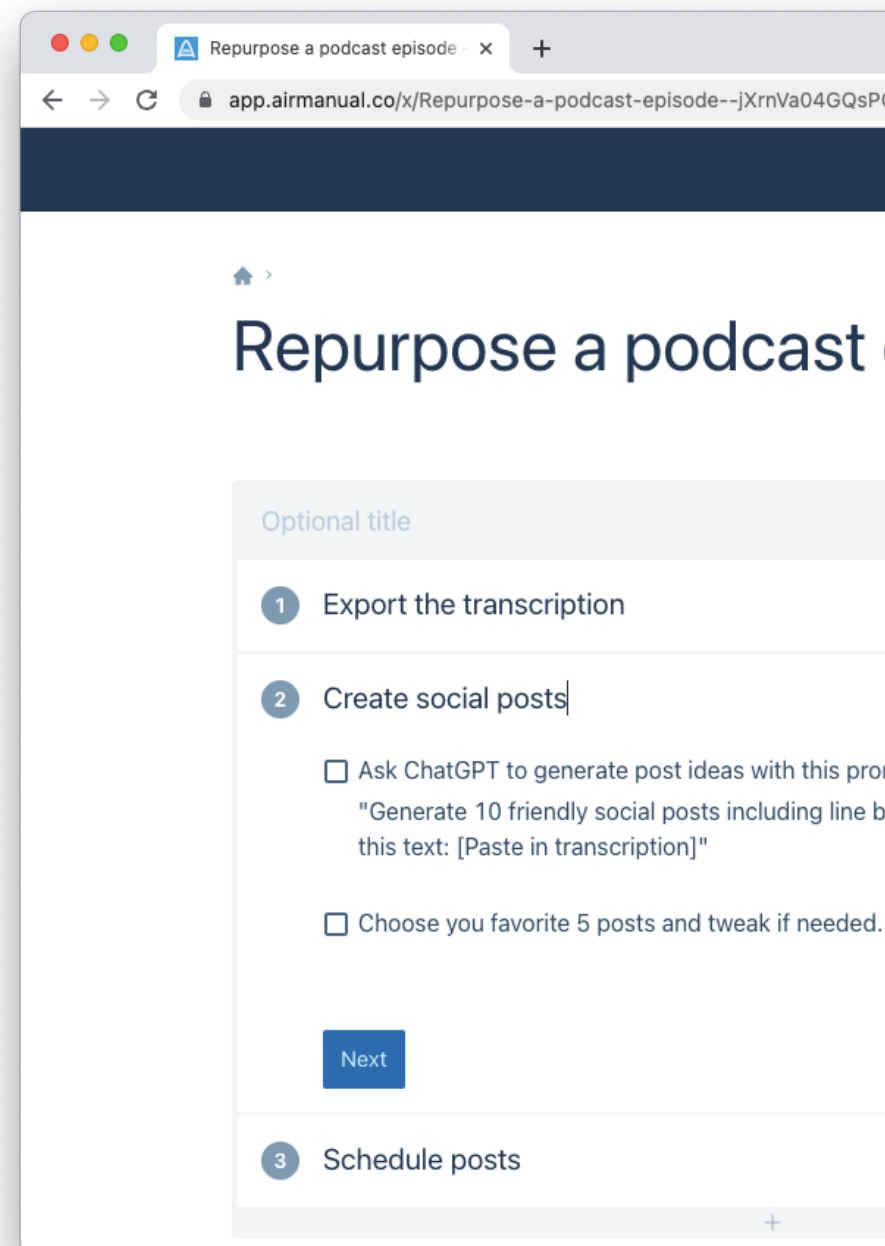 Repurpose a podcast episode -
app.airmanual.co/x/Repurpose-a-podcast-episode--jXrnVa04GQsP
Repurpose a podcast
Optional title
1 Export the transcription
2 Create social posts
Ask ChatGPT to generate post ideas with this
"Generate 10 friendly social posts including line
this text: [Paste in transcription]"
Choose you favorite 5 posts and tweak if needed.
Next
3 Schedule posts